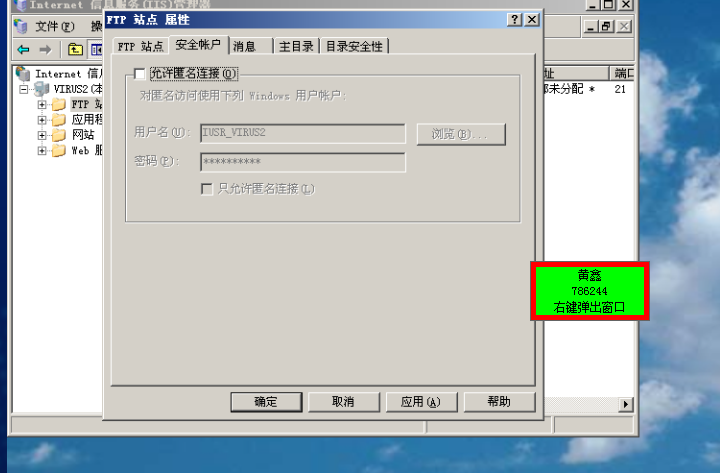 Internet 信息服务(IIS)管理器
文件(F)
FTP 站点 属性
FTP 站点 安全帐户 消息 主目录 目录安全性
Internet 信
VIRUS2(本
FTP 站
应用程
网站
Web 服
址 端口
部未分配 * 21
允许匿名连接(O)
对匿名访问使用下列 Windows 用户帐户:
用户名(U): IUSR_VIRUS2 浏览(B)...
密码(P): **********
只允许匿名连接(L)
黄鑫
786244
右键弹出窗口
确定 取消 应用(A) 帮助